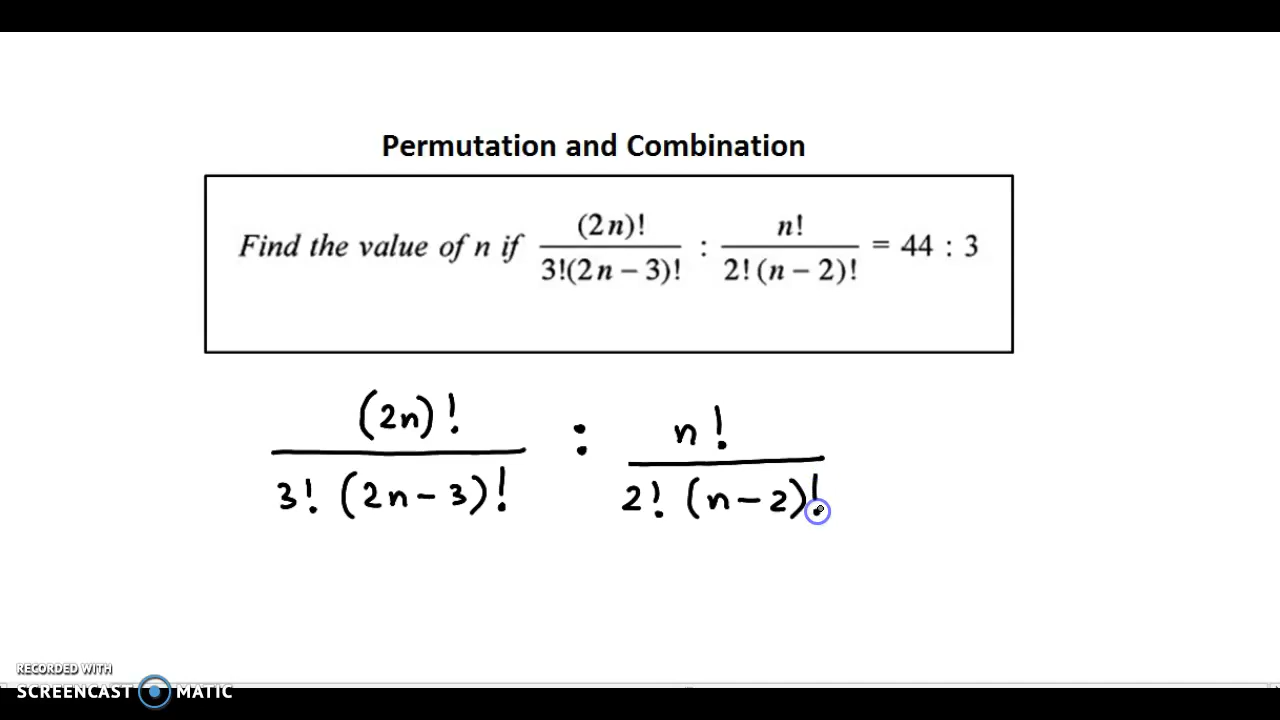 Permutation and Combination
Find the value of n if (2n)! / 3!(2n – 3)! : n! / 2!(n – 2)! = 44 : 3
(2n)! / 3! (2n – 3)! : n! / 2! (n – 2)!
RECORDED WITH
SCREENCAST MATIC